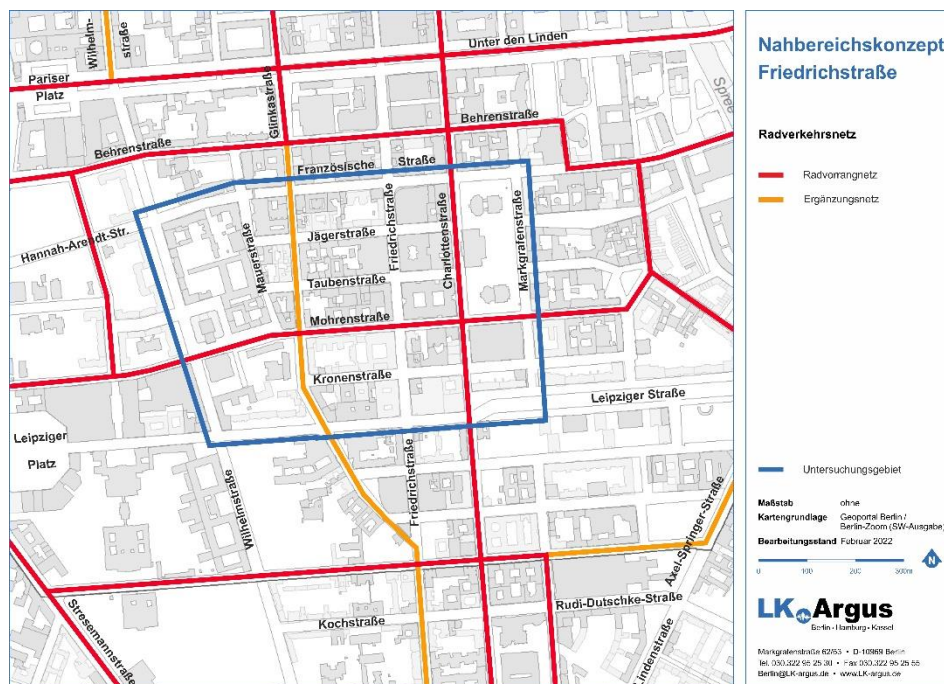 Wilhelm-
straße
Unter den Linden
Pariser
Platz
Glinkastraße
Behrenstraße
Behrenstraße
Spree
Französische Straße
Hannah-Arendt-Str.
Mauerstraße
Jägerstraße
Friedrichstraße
Charlottenstraße
Markgrafenstraße
Taubenstraße
Mohrenstraße
Kronenstraße
Leipziger Straße
Leipziger
Platz
Friedrichstraße
Wilhelmstraße
Axel-Springer-Straße
Stresemannstraße
Kochstraße
Rudi-Dutschke-Straße
Lindenstraße
Nahbereichskonzept
Friedrichstraße
Radverkehrsnetz
Radvorrangnetz
Ergänzungsnetz
Untersuchungsgebiet
Maßstab ohne
Kartengrundlage Geoportal Berlin /
Berlin-Zoom (SW-Ausgabe)
Bearbeitungsstand Februar 2022
N
0 100 200 300m
LK Argus
Berlin • Hamburg • Kassel
Markgrafenstraße 62/63 • D-10969 Berlin
Tel. 030.322 95 25 30 • Fax 030.322 95 25 55
Berlin@LK-argus.de • www.LK-argus.de